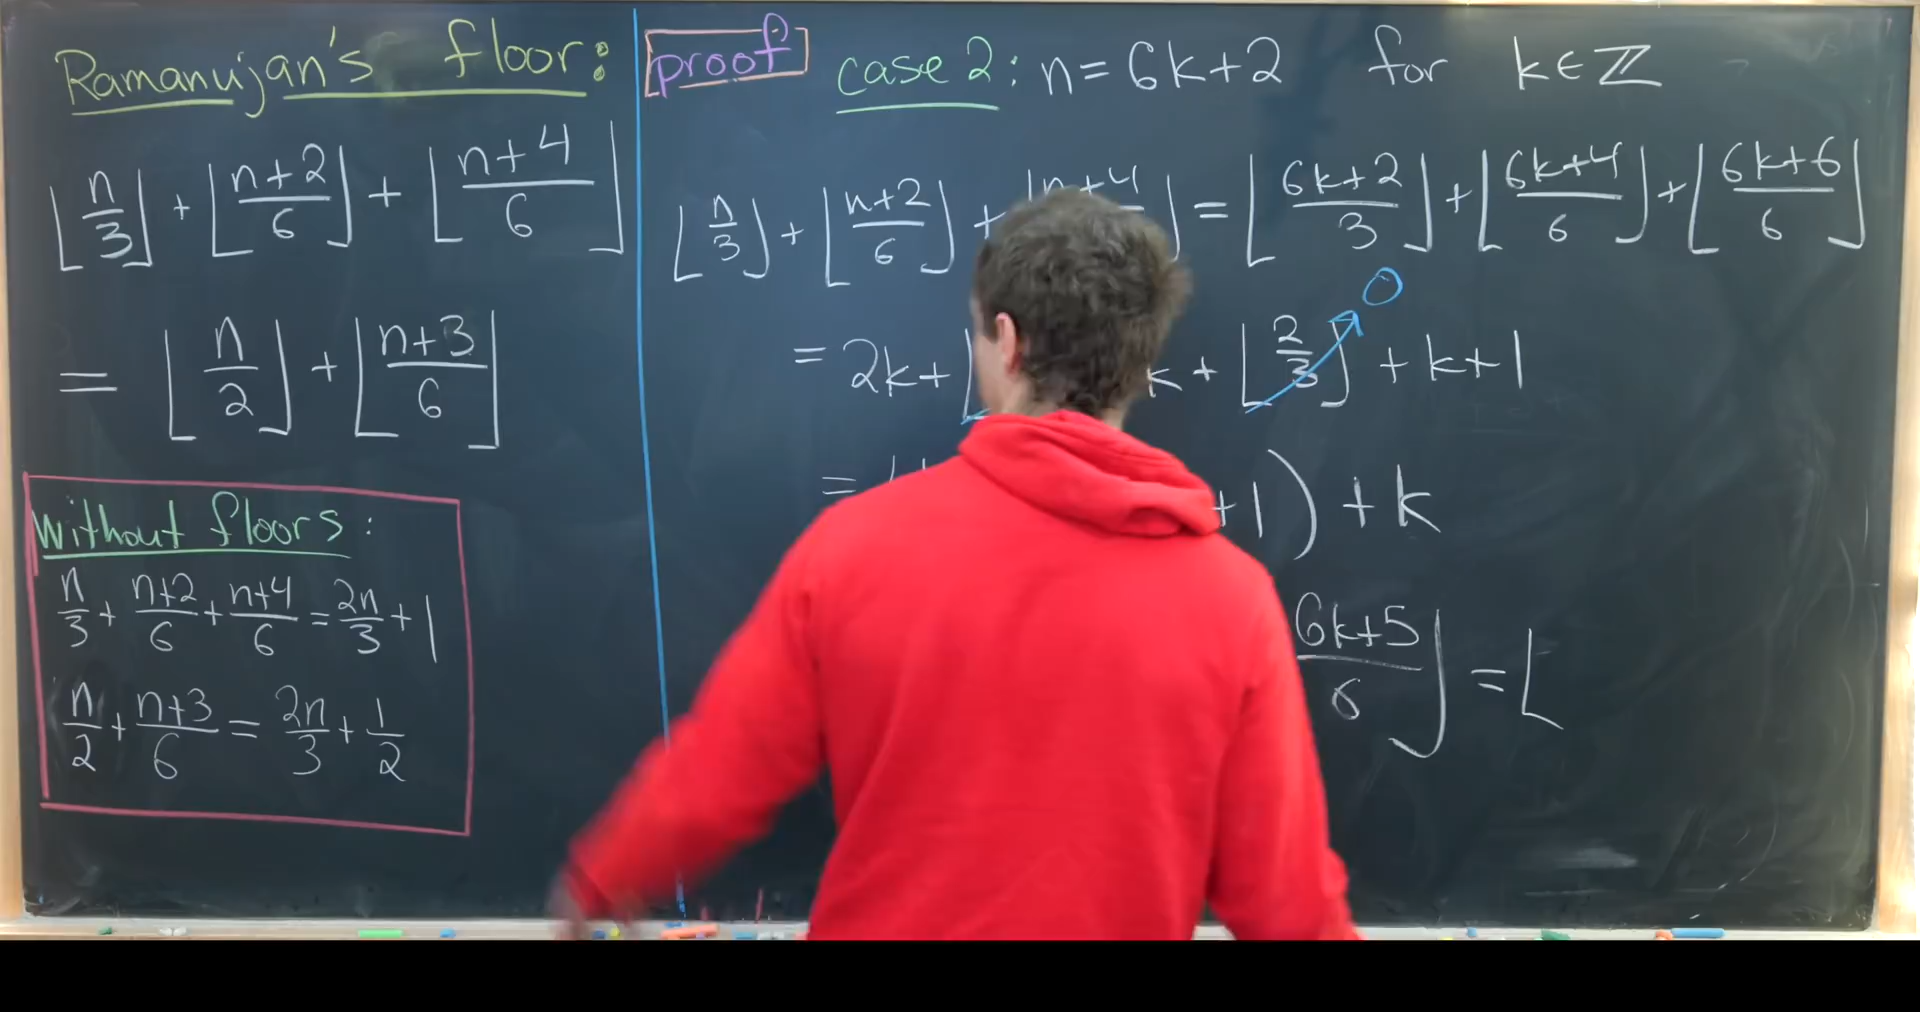 Ramanujan's floor:
⌊n/3⌋ + ⌊(n+2)/6⌋ + ⌊(n+4)/6⌋
= ⌊n/2⌋ + ⌊(n+3)/6⌋
without floors:
n/3 + (n+2)/6 + (n+4)/6 = 2n/3 + 1
n/2 + (n+3)/6 = 2n/3 + 1/2
proof case 2: n = 6k+2 for k∈ℤ
⌊n/3⌋ + ⌊(n+2)/6⌋ + ⌊n+4 ⌋ = ⌊(6k+2)/3⌋ + ⌊(6k+4)/6⌋ + ⌊(6k+6)/6⌋
0
= 2k + ⌊ k + ⌊2/3⌋ + k+1
= +1) + k
(6k+5)/6⌋ = ⌊